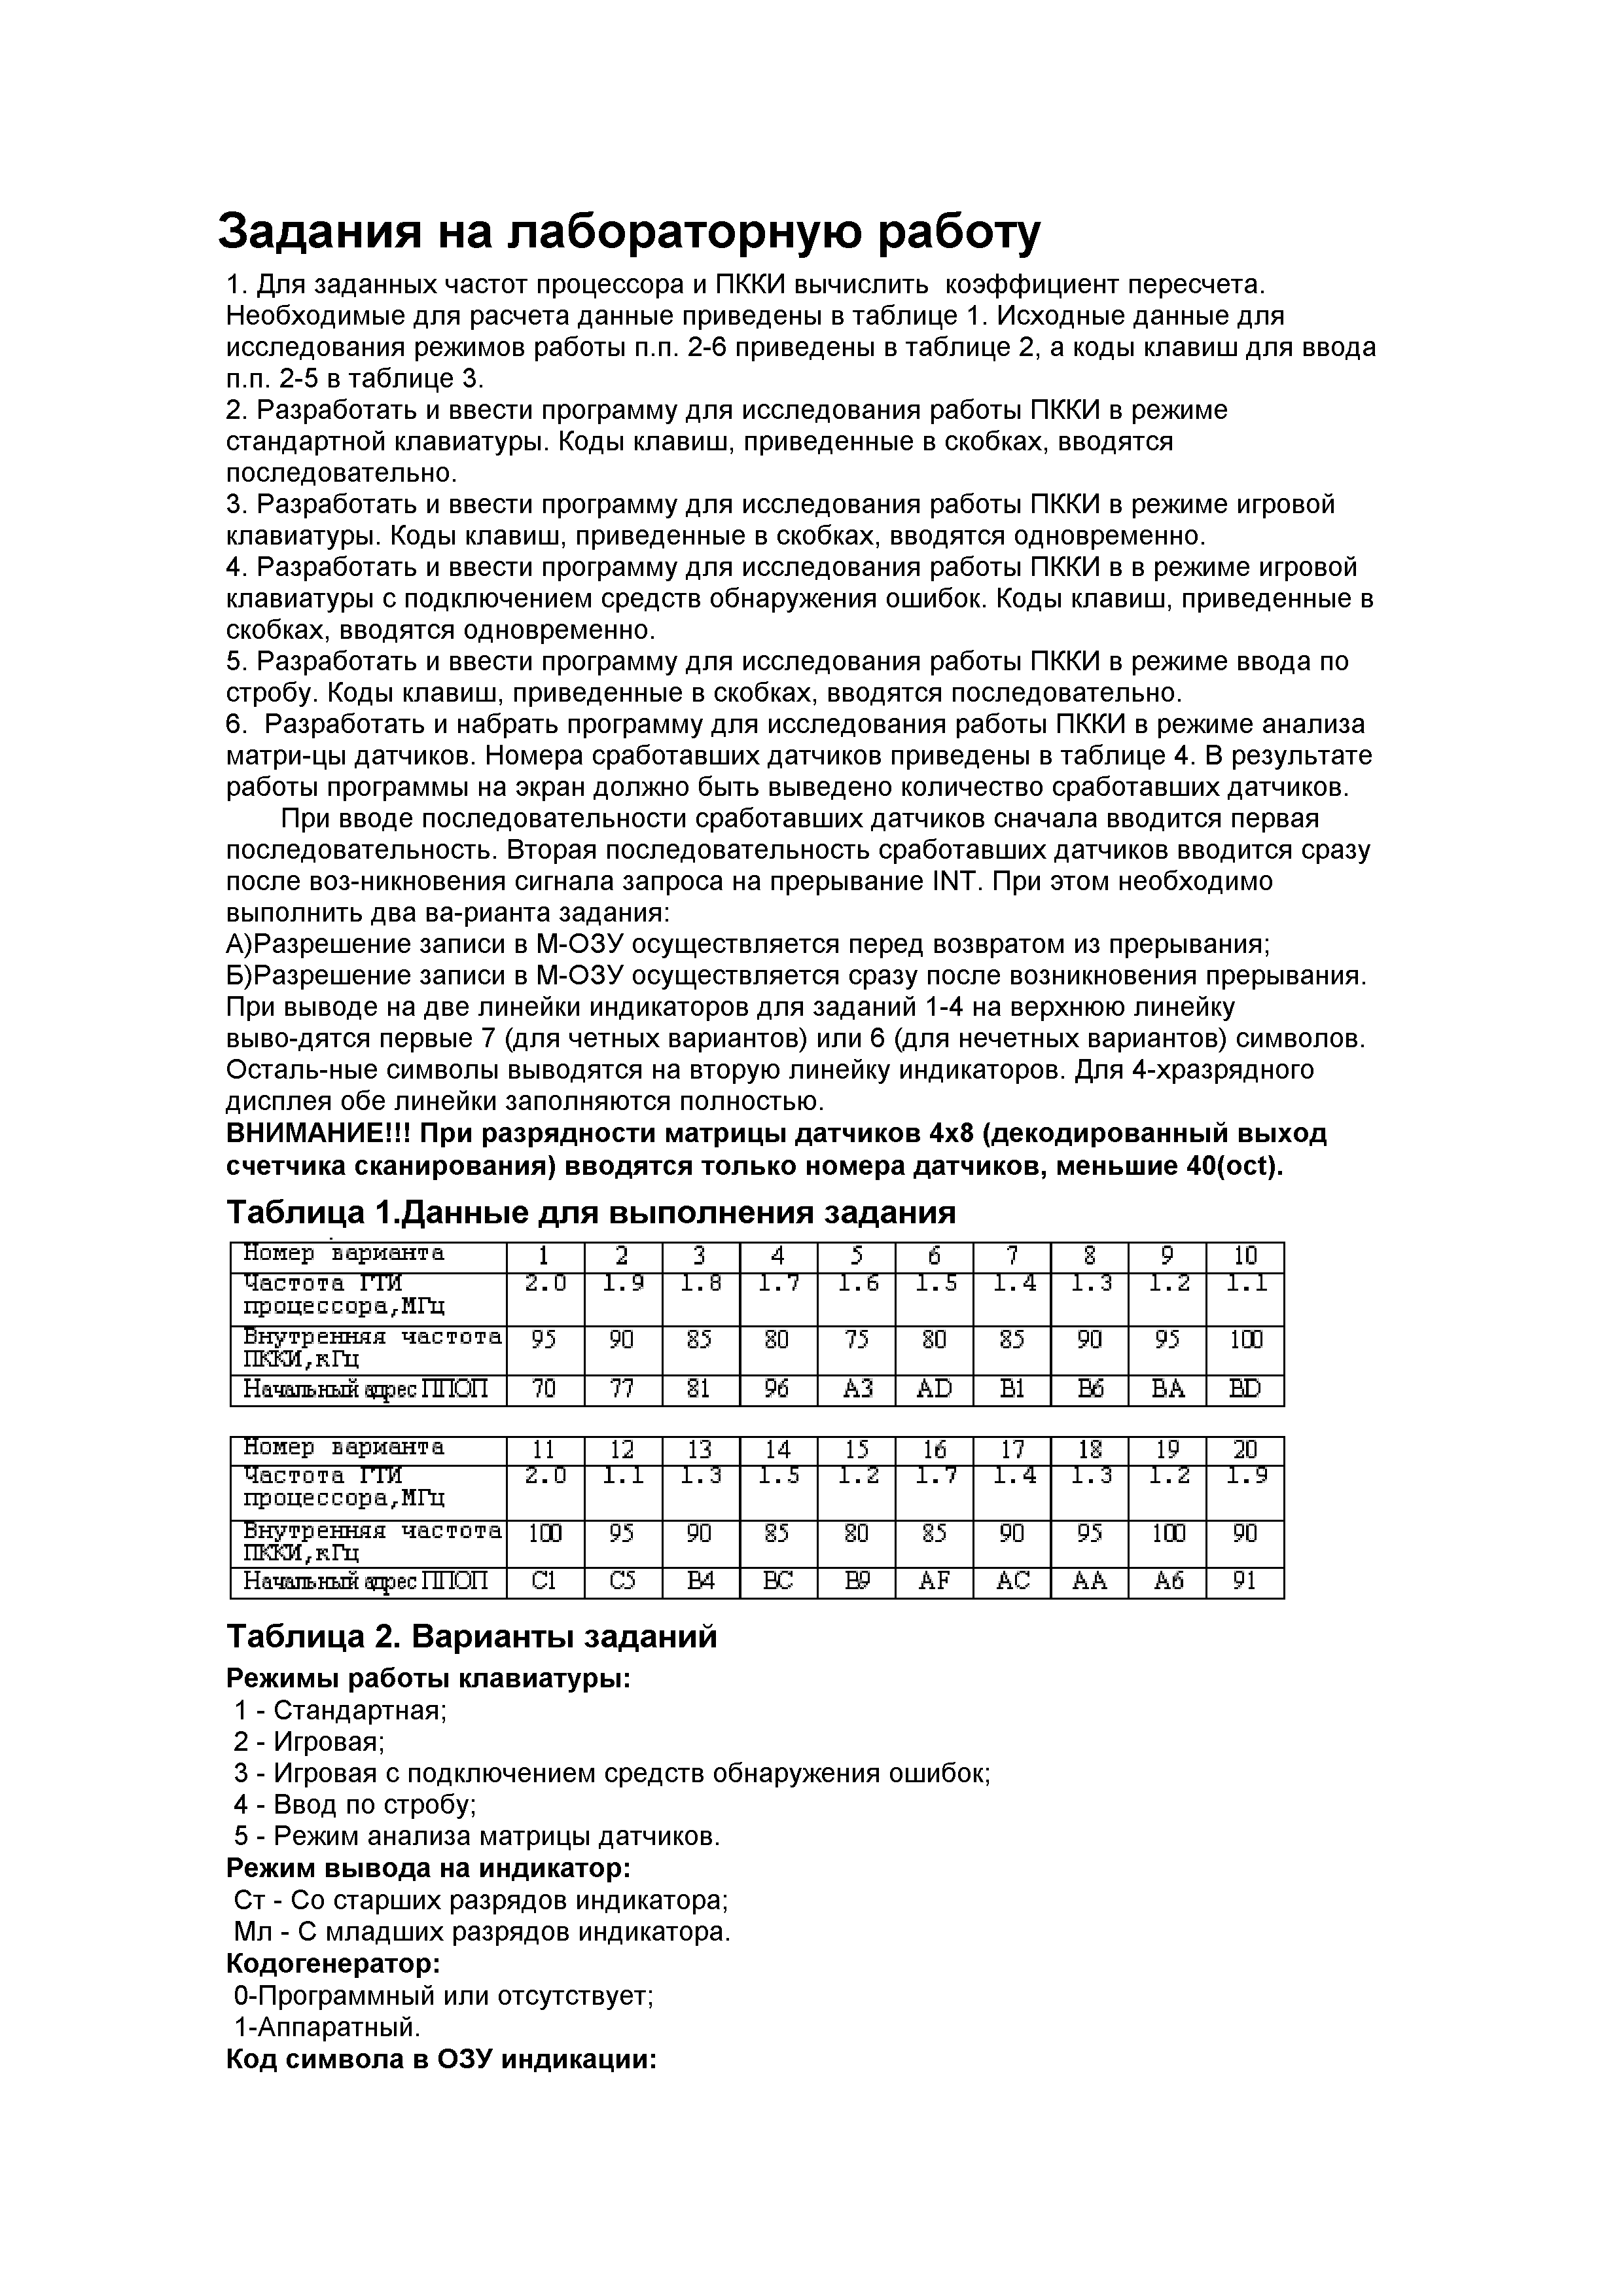 Задания на лабораторную работу
1. Для заданных частот процессора и ПККИ вычислить  коэффициент пересчета.
Необходимые для расчета данные приведены в таблице 1. Исходные данные для
исследования режимов работы п.п. 2-6 приведены в таблице 2, а коды клавиш для ввода
п.п. 2-5 в таблице 3.
2. Разработать и ввести программу для исследования работы ПККИ в режиме
стандартной клавиатуры. Коды клавиш, приведенные в скобках, вводятся
последовательно.
3. Разработать и ввести программу для исследования работы ПККИ в режиме игровой
клавиатуры. Коды клавиш, приведенные в скобках, вводятся одновременно.
4. Разработать и ввести программу для исследования работы ПККИ в в режиме игровой
клавиатуры с подключением средств обнаружения ошибок. Коды клавиш, приведенные в
скобках, вводятся одновременно.
5. Разработать и ввести программу для исследования работы ПККИ в режиме ввода по
стробу. Коды клавиш, приведенные в скобках, вводятся последовательно.
6.  Разработать и набрать программу для исследования работы ПККИ в режиме анализа
матри-цы датчиков. Номера сработавших датчиков приведены в таблице 4. В результате
работы программы на экран должно быть выведено количество сработавших датчиков.
При вводе последовательности сработавших датчиков сначала вводится первая
последовательность. Вторая последовательность сработавших датчиков вводится сразу
после воз-никновения сигнала запроса на прерывание INT. При этом необходимо
выполнить два ва-рианта задания:
А)Разрешение записи в М-ОЗУ осуществляется перед возвратом из прерывания;
Б)Разрешение записи в М-ОЗУ осуществляется сразу после возникновения прерывания.
При выводе на две линейки индикаторов для заданий 1-4 на верхнюю линейку
выво-дятся первые 7 (для четных вариантов) или 6 (для нечетных вариантов) символов.
Осталь-ные символы выводятся на вторую линейку индикаторов. Для 4-хразрядного
дисплея обе линейки заполняются полностью.
ВНИМАНИЕ!!! При разрядности матрицы датчиков 4х8 (декодированный выход
счетчика сканирования) вводятся только номера датчиков, меньшие 40(oct).
Таблица 1.Данные для выполнения задания
Номер варианта 1 2 3 4 5 6 7 8 9 10
Частота ГТИ 2.0 1.9 1.8 1.7 1.6 1.5 1.4 1.3 1.2 1.1
процессора,МГц
Внутренняя частота 95 90 85 80 75 80 85 90 95 100
ПККИ,кГц
Начальный адрес ППОП 70 77 81 96 A3 AD B1 B6 BA BD
Номер варианта 11 12 13 14 15 16 17 18 19 20
Частота ГТИ 2.0 1.1 1.3 1.5 1.2 1.7 1.4 1.3 1.2 1.9
процессора,МГц
Внутренняя частота 100 95 90 85 80 85 90 95 100 90
ПККИ,кГц
Начальный адрес ППОП C1 C5 B4 BC B9 AF AC AA A6 91
Таблица 2. Варианты заданий
Режимы работы клавиатуры:
1 - Стандартная;
2 - Игровая;
3 - Игровая с подключением средств обнаружения ошибок;
4 - Ввод по стробу;
5 - Режим анализа матрицы датчиков.
Режим вывода на индикатор:
Ст - Со старших разрядов индикатора;
Мл - С младших разрядов индикатора.
Кодогенератор:
0-Программный или отсутствует;
1-Аппаратный.
Код символа в ОЗУ индикации: